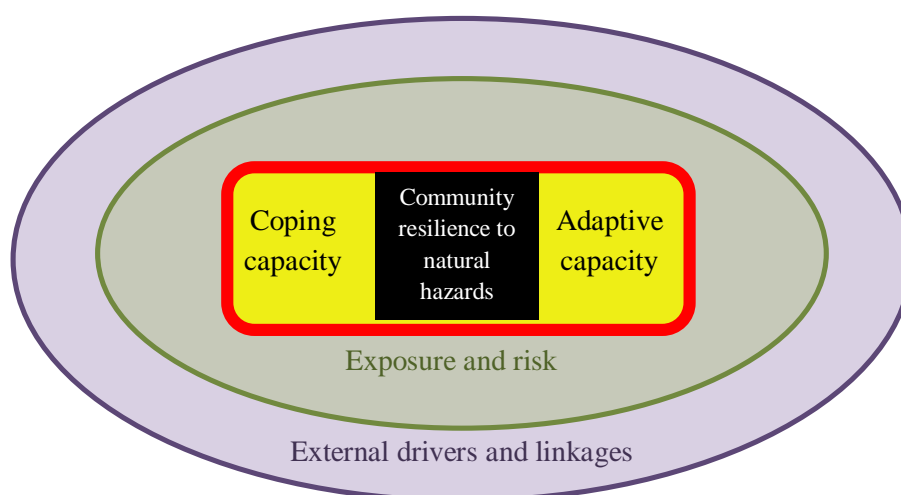 Coping
capacity
Community
resilience to
natural
hazards
Adaptive
capacity
Exposure and risk
External drivers and linkages